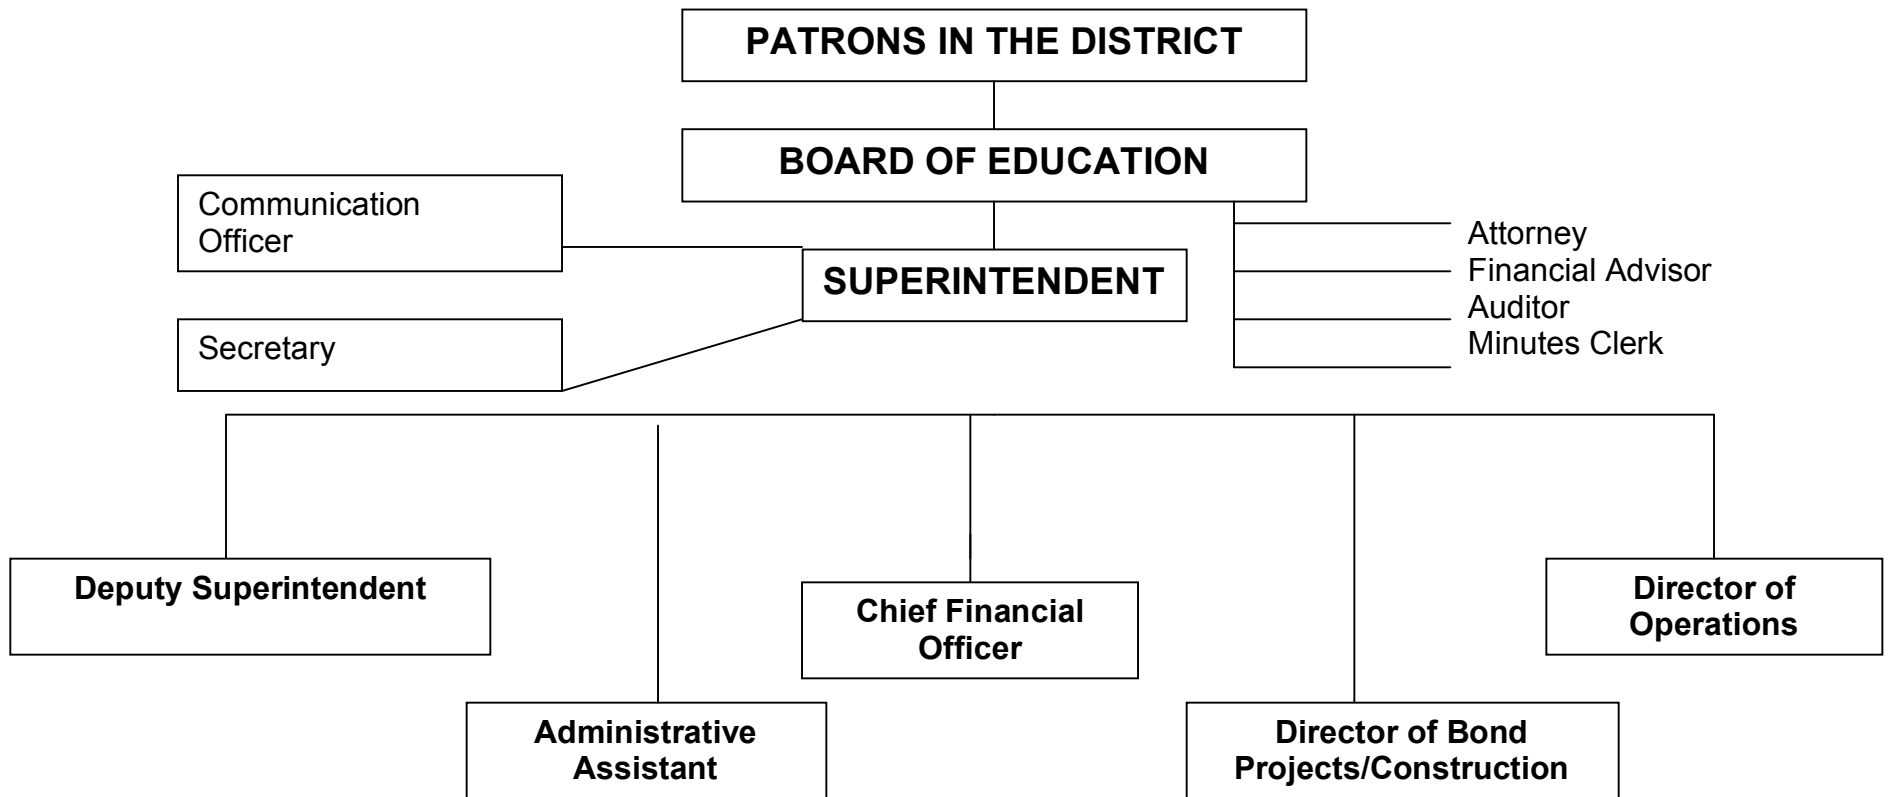 PATRONS IN THE DISTRICT
BOARD OF EDUCATION
Communication
Officer
SUPERINTENDENT
Attorney
Financial Advisor
Auditor
Minutes Clerk
Secretary
Deputy Superintendent
Chief Financial
Officer
Director of
Operations
Administrative
Assistant
Director of Bond
Projects/Construction